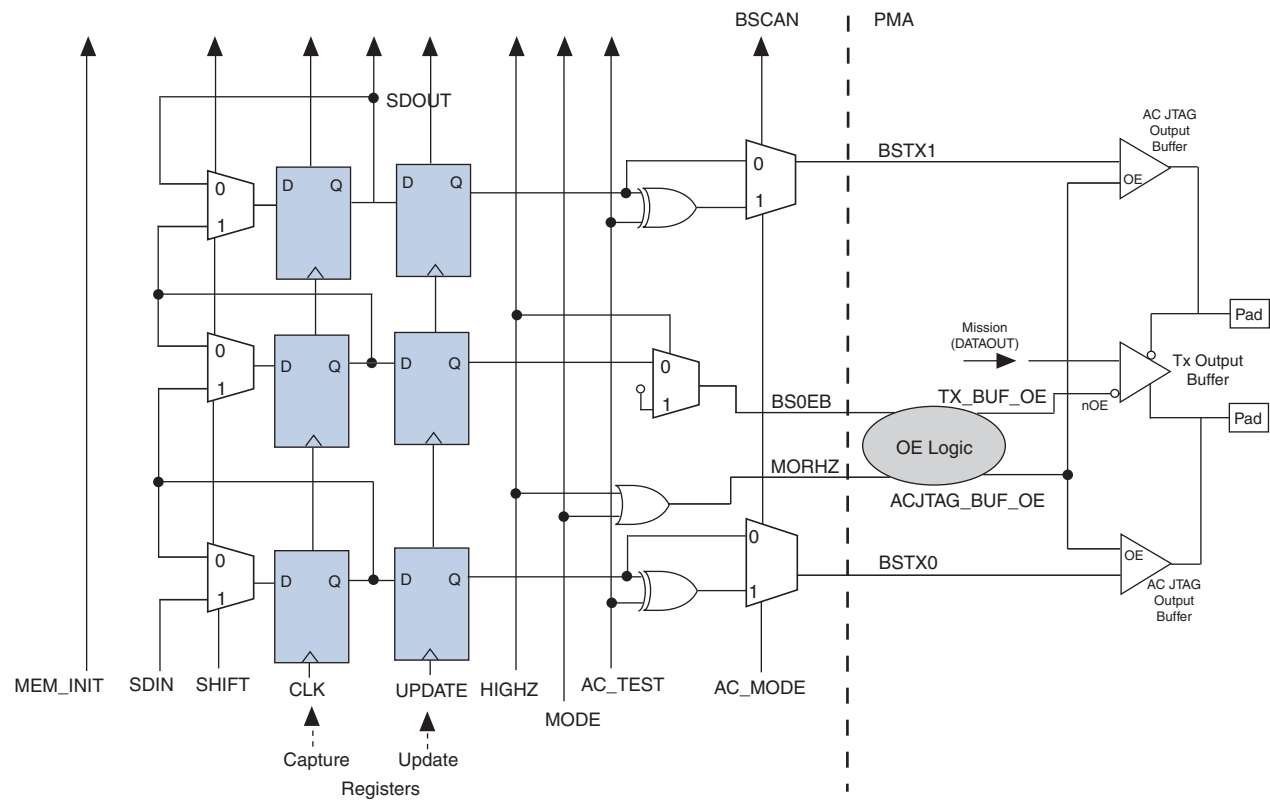 BSCAN
PMA
SDOUT
AC JTAG
Output
Buffer
0
BSTX1
D
Q
D
Q
0
OE
1
1
Pad
Mission
(DATAOUT)
0
D
Q
D
Q
0
Tx Output
Buffer
1
1
BS0EB
TX_BUF_OE
nOE
Pad
OE Logic
MORHZ
ACJTAG_BUF_OE
0
0
BSTX0
OE
D
Q
D
Q
1
1
AC JTAG
Output
Buffer
MEM_INIT
SDIN
SHIFT
CLK
UPDATE
HIGHZ
AC_TEST
AC_MODE
MODE
Capture
Update
Registers